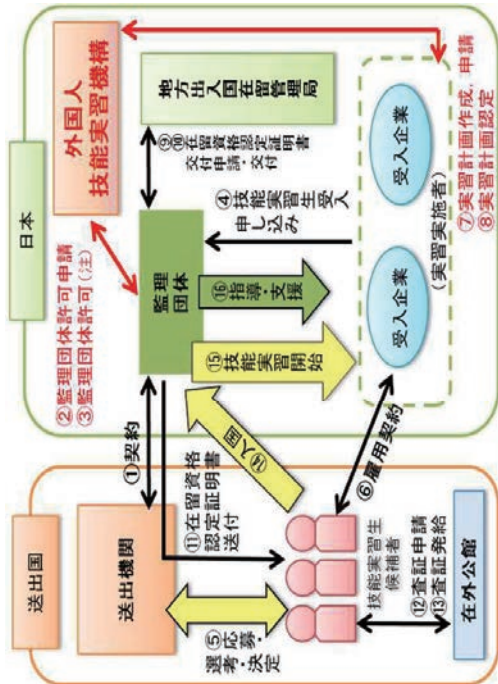 送出国
日本
送出機関
①契約
②監理団体許可申請
③監理団体許可(注)
外国人
技能実習機構
監理
団体
地方出入国在留管理局
⑨⑩在留資格認定証明書
交付申請・交付
④技能実習生受入
申し込み
⑪在留資格
認定証明書
送付
⑤応募・
選考・決定
⑭入国
⑮技能実習開始
⑯指導・支援
技能実習生
候補者
⑥雇用契約
受入企業
受入企業
(実習実施者)
⑦実習計画作成、申請
⑧実習計画認定
⑫査証申請
⑬査証発給
在外公館